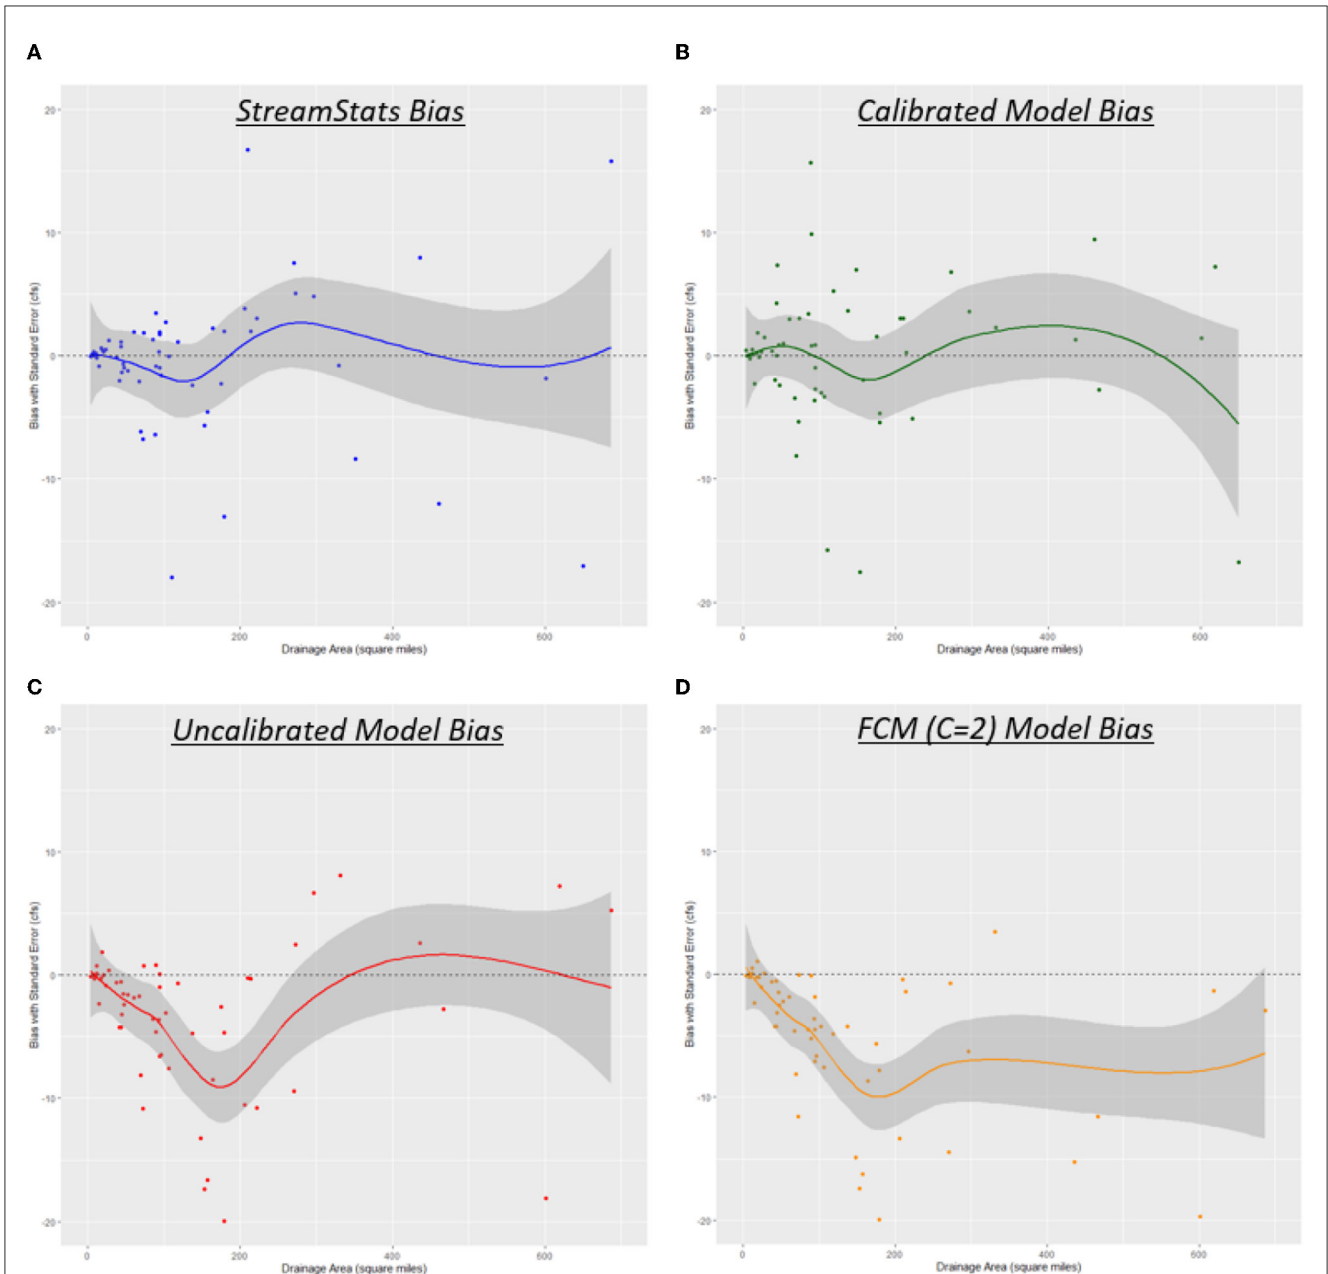 A
StreamStats Bias
20
10
0
-10
-20
Bias with Standard Error (cfs)
0 200 400 600
Drainage Area (square miles)
B
Calibrated Model Bias
20
10
0
-10
-20
Bias with Standard Error (cfs)
0 200 400 600
Drainage Area (square miles)
C
Uncalibrated Model Bias
20
10
0
-10
-20
Bias with Standard Error (cfs)
0 200 400 600
Drainage Area (square miles)
D
FCM (C=2) Model Bias
20
10
0
-10
-20
Bias with Standard Error (cfs)
0 200 400 600
Drainage Area (square miles)